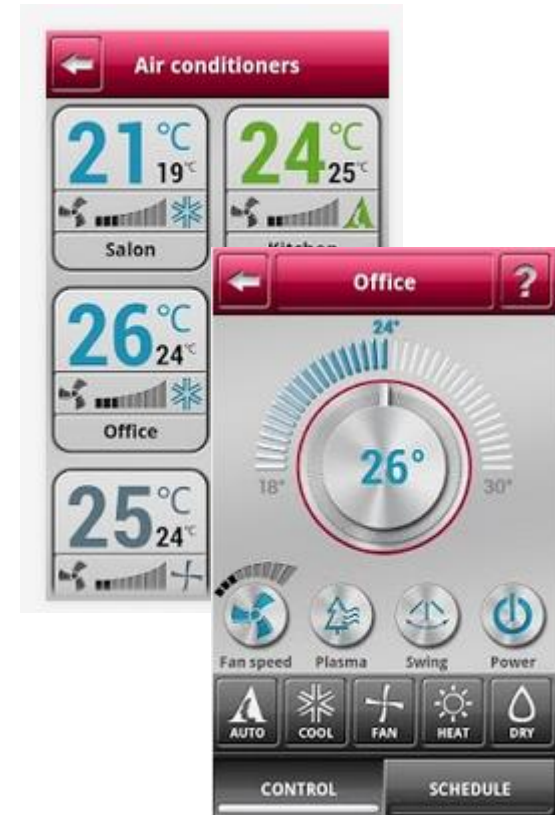 Air conditioners
21°C
19°C
24°C
25°C
Salon
Kitchen
26°C
24°C
Office
25°C
24°C
Office
?
24°
26°
18°
30°
Fan speed
Plasma
Swing
Power
AUTO
COOL
FAN
HEAT
DRY
CONTROL
SCHEDULE